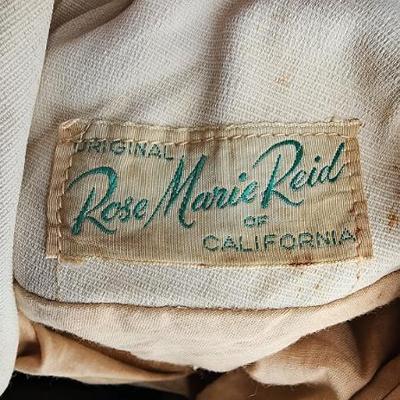 ORIGINAL
Rose Marie Reid
OF
CALIFORNIA